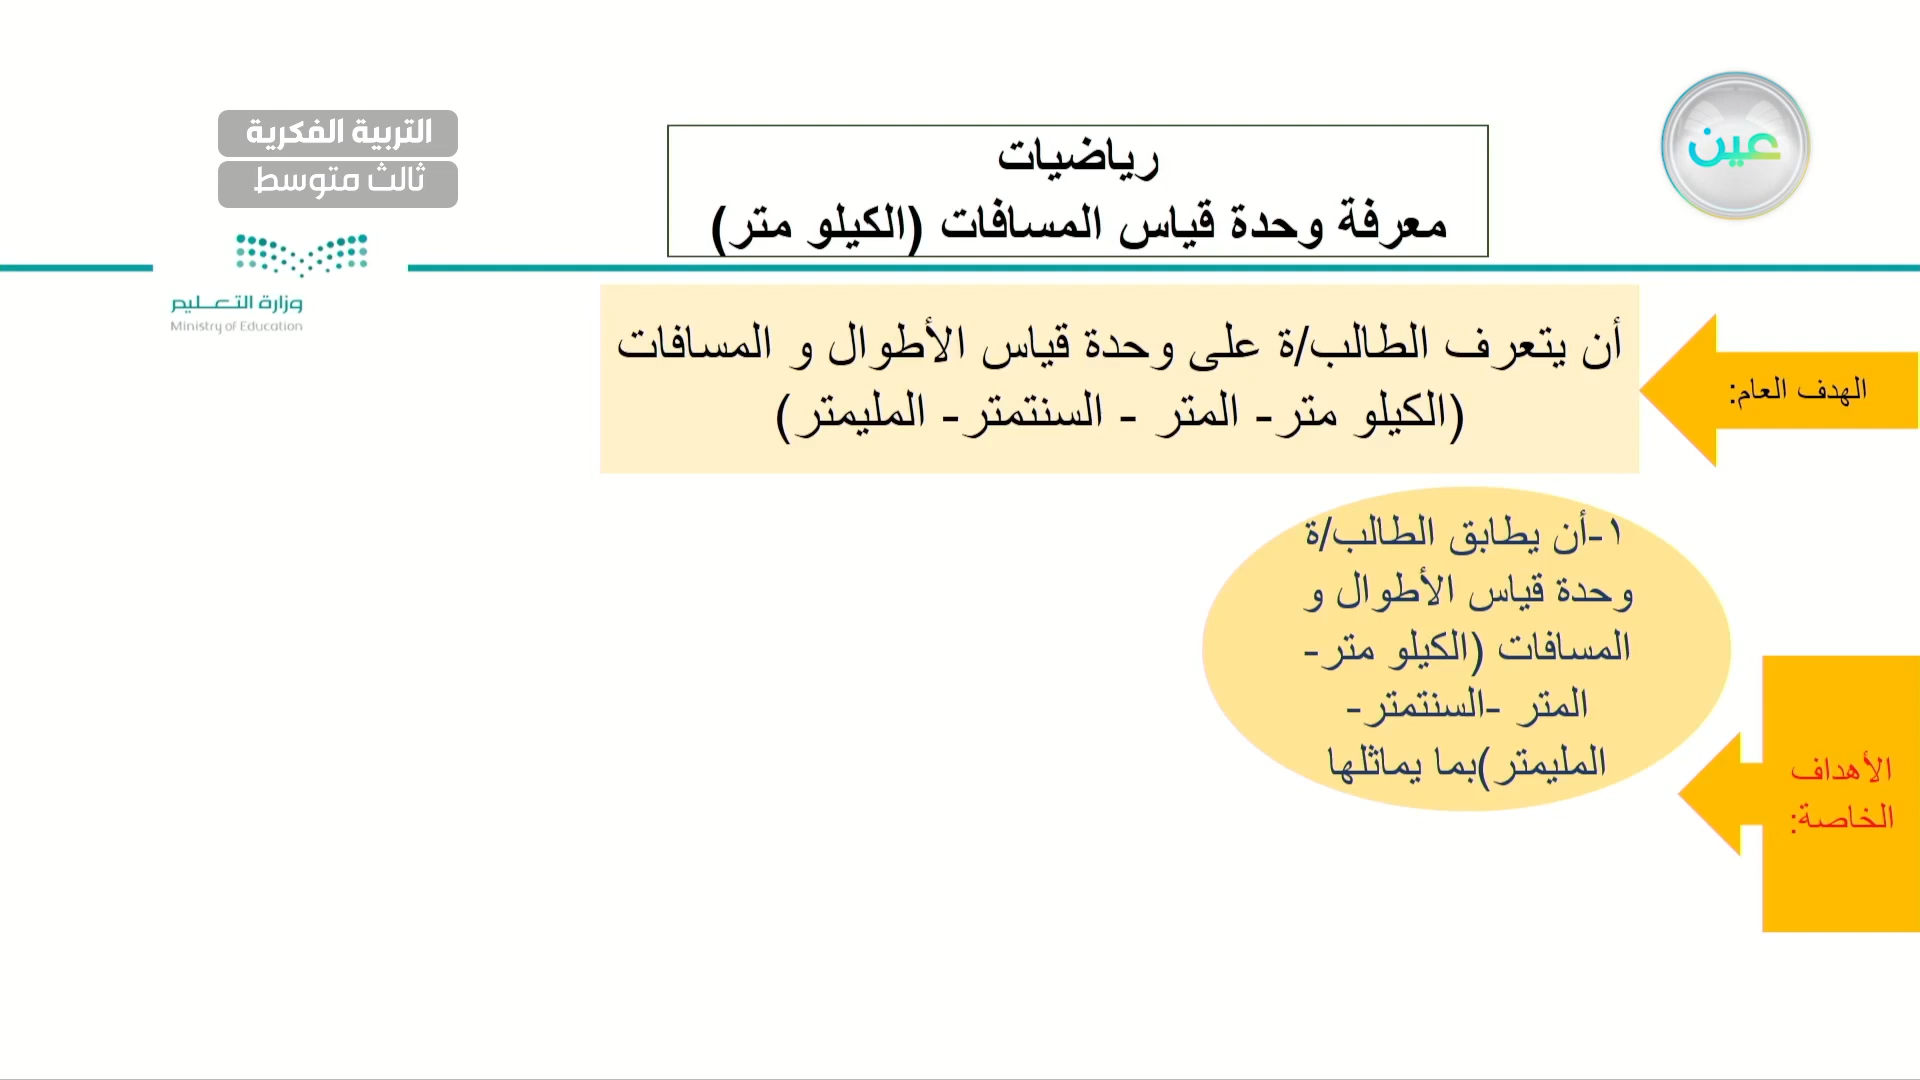 عين
التربية الفكرية
ثالث متوسط
وزارة التعليم
Ministry of Education
رياضيات
معرفة وحدة قياس المسافات (الكيلو متر)
الهدف العام:
أن يتعرف الطالب/ة على وحدة قياس الأطوال و المسافات
(الكيلو متر- المتر - السنتمتر- المليمتر)
الأهداف
الخاصة:
١-أن يطابق الطالب/ة
وحدة قياس الأطوال و
المسافات (الكيلو متر-
المتر -السنتمتر-
المليمتر)بما يماثلها